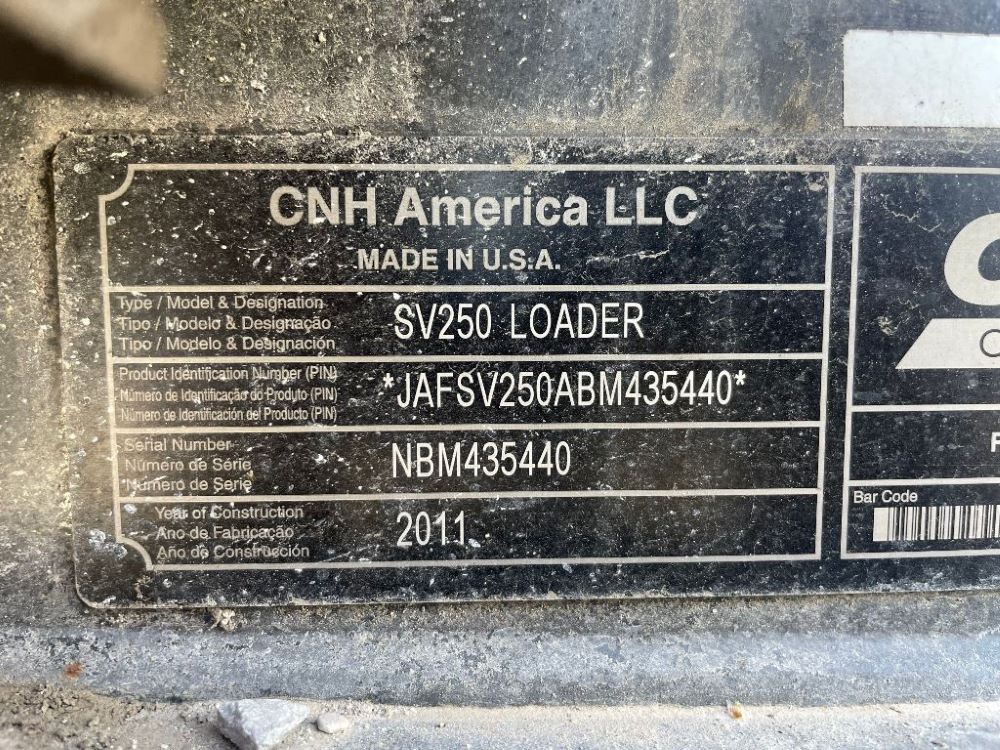 CNH America LLC
MADE IN U.S.A.
Type / Model & Designation
Tipo / Modelo & Designação
Tipo / Modelo & Designación
SV250 LOADER
Product Identification Number (PIN)
Número de Identificação do Produto (PIN)
Número de Identificación del Producto (PIN)
*JAFSV250ABM435440*
Serial Number
Número de Série
Número de Serie
NBM435440
Year of Construction
Ano de Fabricação
Año de Construcción
2011
Bar Code